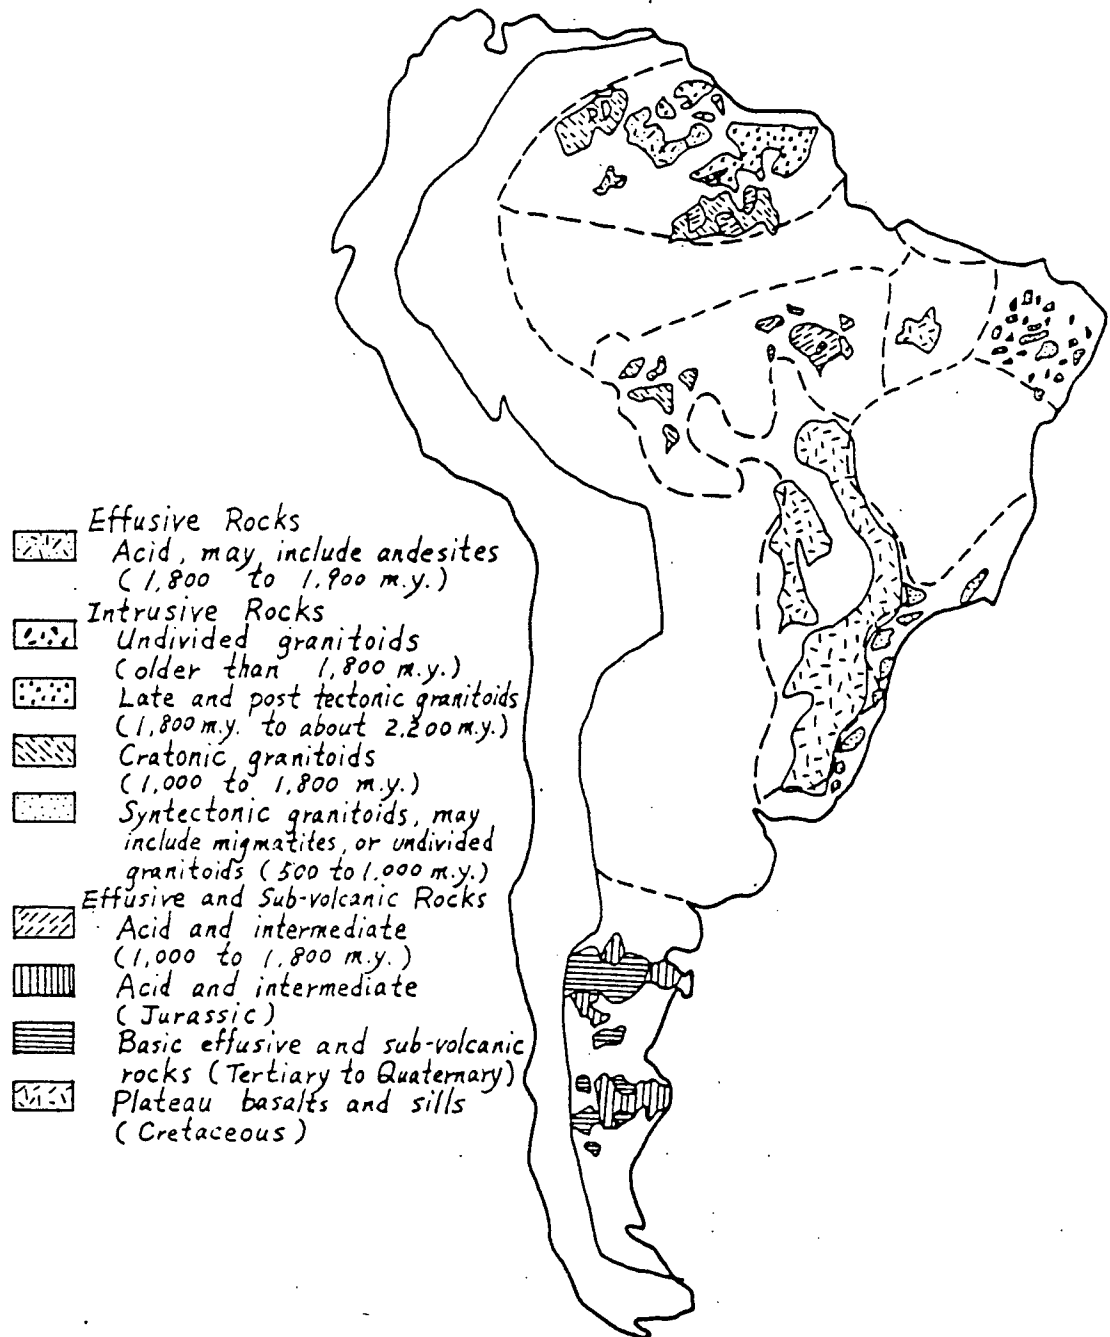 Effusive Rocks
Acid, may include andesites
(1,800 to 1,900 m.y.)
Intrusive Rocks
Undivided granitoids
(older than 1,800 m.y.)
Late and post tectonic granitoids
(1,800 m.y. to about 2,200 m.y.)
Cratonic granitoids
(1,000 to 1,800 m.y.)
Syntectonic granitoids, may
include migmatites, or undivided
granitoids (500 to 1.000 m.y.)
Effusive and Sub-volcanic Rocks
Acid and intermediate
(1,000 to 1,800 m.y.)
Acid and intermediate
(Jurassic)
Basic effusive and sub-volcanic
rocks (Tertiary to Quaternary)
Plateau basalts and sills
(Cretaceous)